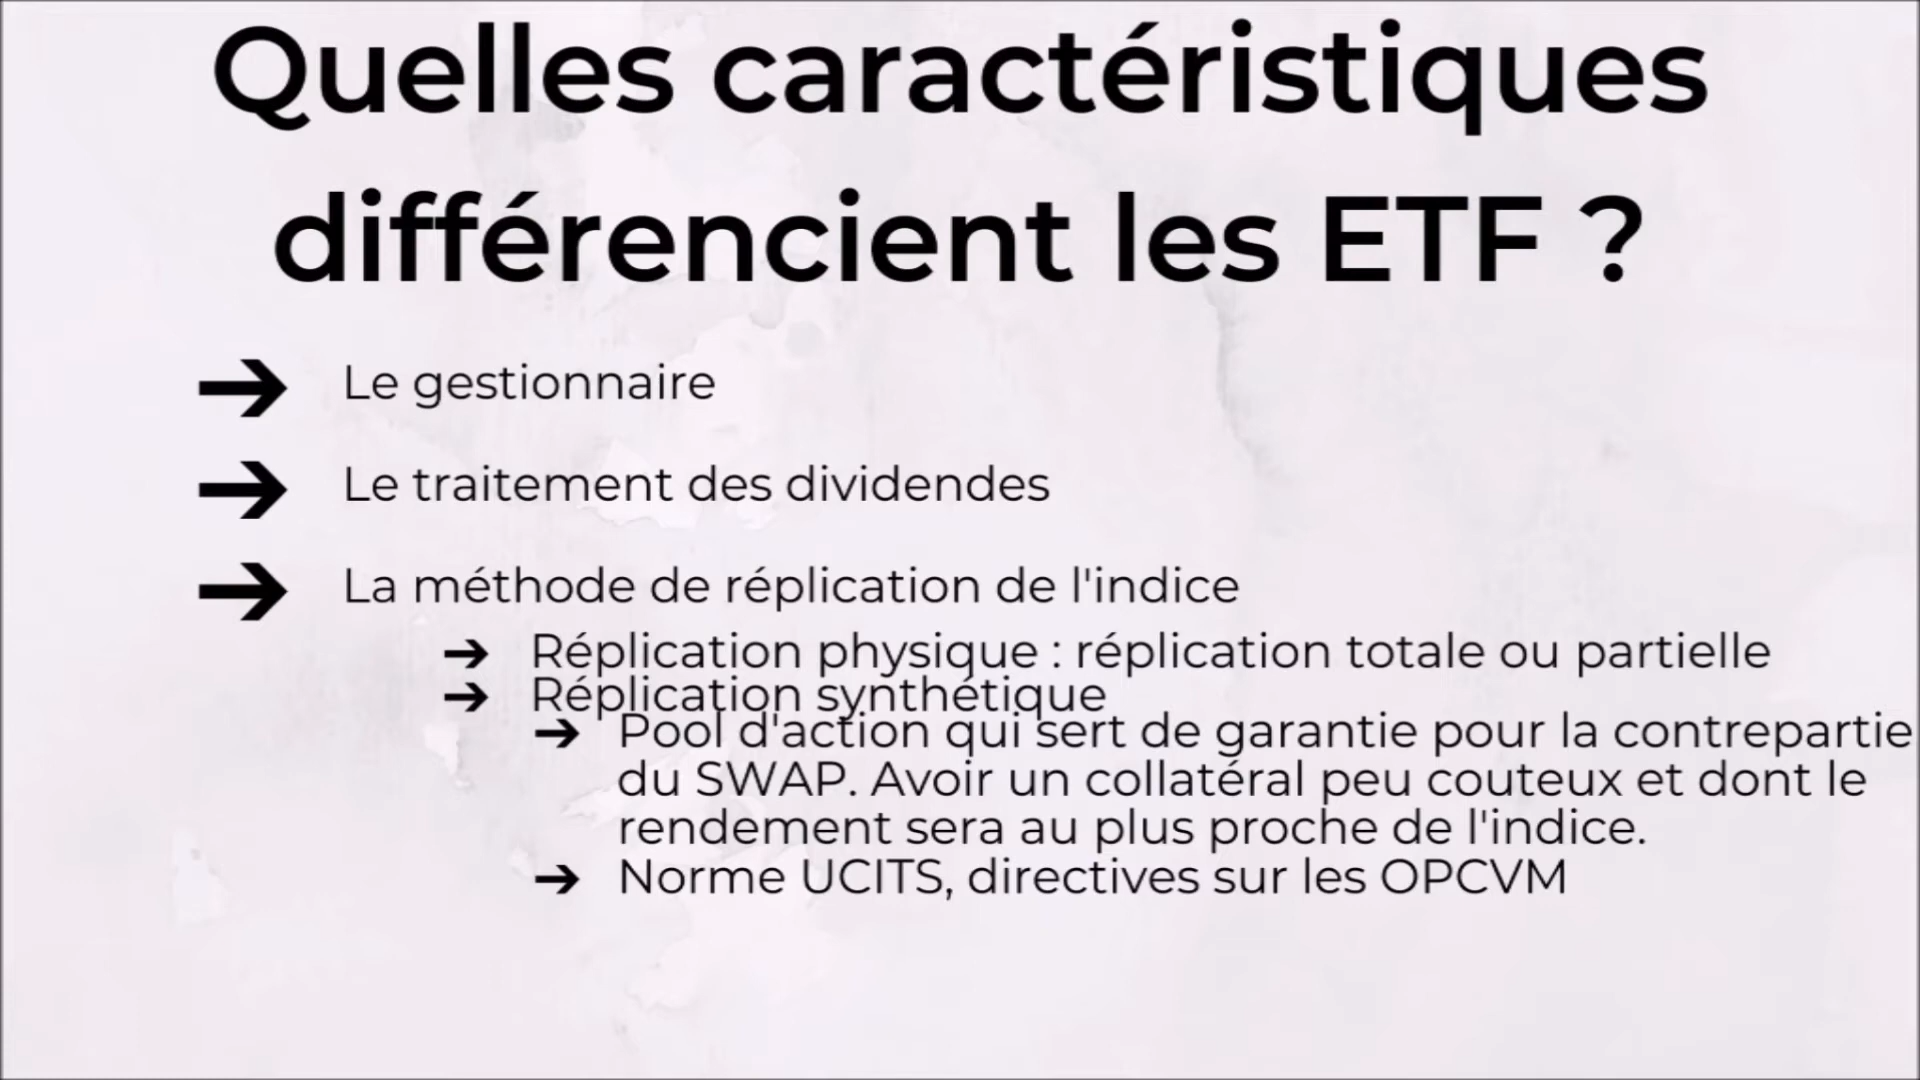 Quelles caractéristiques
différencient les ETF ?
➔ Le gestionnaire
➔ Le traitement des dividendes
➔ La méthode de réplication de l'indice
➔ Réplication physique : réplication totale ou partielle
➔ Réplication synthétique
➔ Pool d'action qui sert de garantie pour la contrepartie
du SWAP. Avoir un collatéral peu couteux et dont le
rendement sera au plus proche de l'indice.
➔ Norme UCITS, directives sur les OPCVM